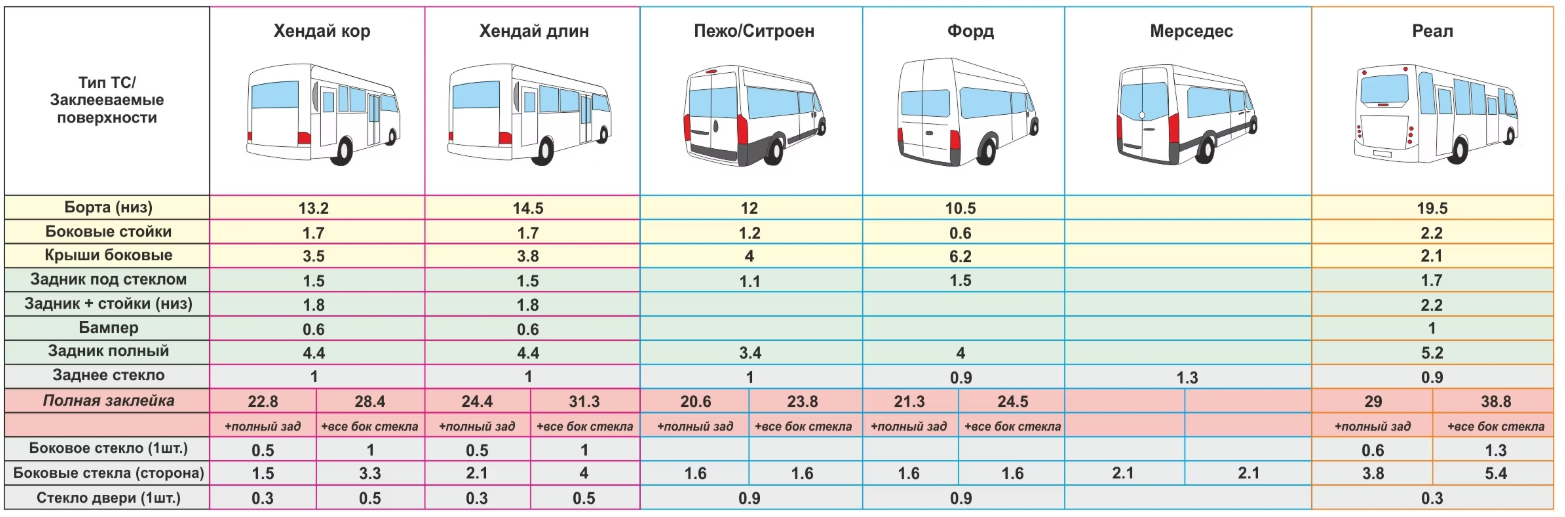 Тип ТС/
Заклееваемые
поверхности
Хендай кор
Хендай длин
Пежо/Ситроен
Форд
Мерседес
Реал
Борта (низ) 13.2 14.5 12 10.5 19.5
Боковые стойки 1.7 1.7 1.2 0.6 2.2
Крыши боковые 3.5 3.8 4 6.2 2.1
Задник под стеклом 1.5 1.5 1.1 1.5 1.7
Задник + стойки (низ) 1.8 1.8 2.2
Бампер 0.6 0.6 1
Задник полный 4.4 4.4 3.4 4 5.2
Заднее стекло 1 1 1 0.9 1.3 0.9
Полная заклейка 22.8 28.4 24.4 31.3 20.6 23.8 21.3 24.5 29 38.8
+полный зад +все бок стекла +полный зад +все бок стекла +полный зад +все бок стекла +полный зад +все бок стекла +полный зад +все бок стекла
Боковое стекло (1шт.) 0.5 1 0.5 1 0.6 1.3
Боковые стекла (сторона) 1.5 3.3 2.1 4 1.6 1.6 1.6 1.6 2.1 2.1 3.8 5.4
Стекло двери (1шт.) 0.3 0.5 0.3 0.5 0.9 0.9 0.3